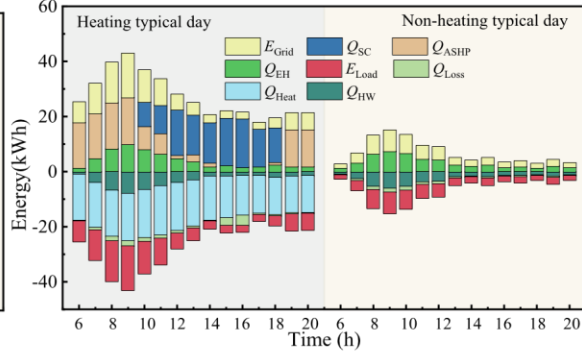 Heating typical day
Non-heating typical day
E_Grid Q_SC Q_ASHP
Q_EH E_Load Q_Loss
Q_Heat Q_HW
Energy(kWh)
60
40
20
0
-20
-40
6 8 10 12 14 16 18 20 6 8 10 12 14 16 18 20
Time (h)